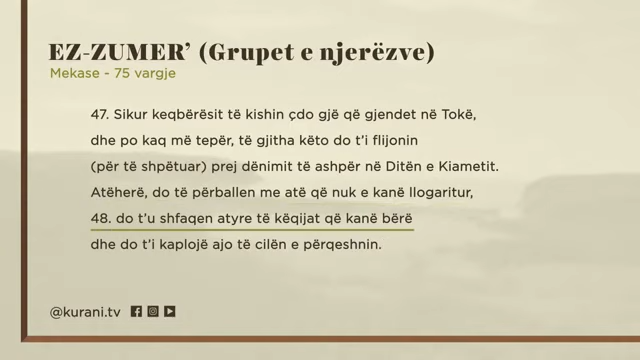 EZ-ZUMER’ (Grupet e njerëzve)
Mekase - 75 vargje
47. Sikur keqbërësit të kishin çdo gjë që gjendet në Tokë,
dhe po kaq më tepër, të gjitha këto do t’i flijonin
(për të shpëtuar) prej dënimit të ashpër në Ditën e Kiametit.
Atëherë, do të përballen me atë që nuk e kanë llogaritur,
48. do t’u shfaqen atyre të këqijat që kanë bërë
dhe do t’i kaplojë ajo të cilën e përqeshnin.
@kurani.tv